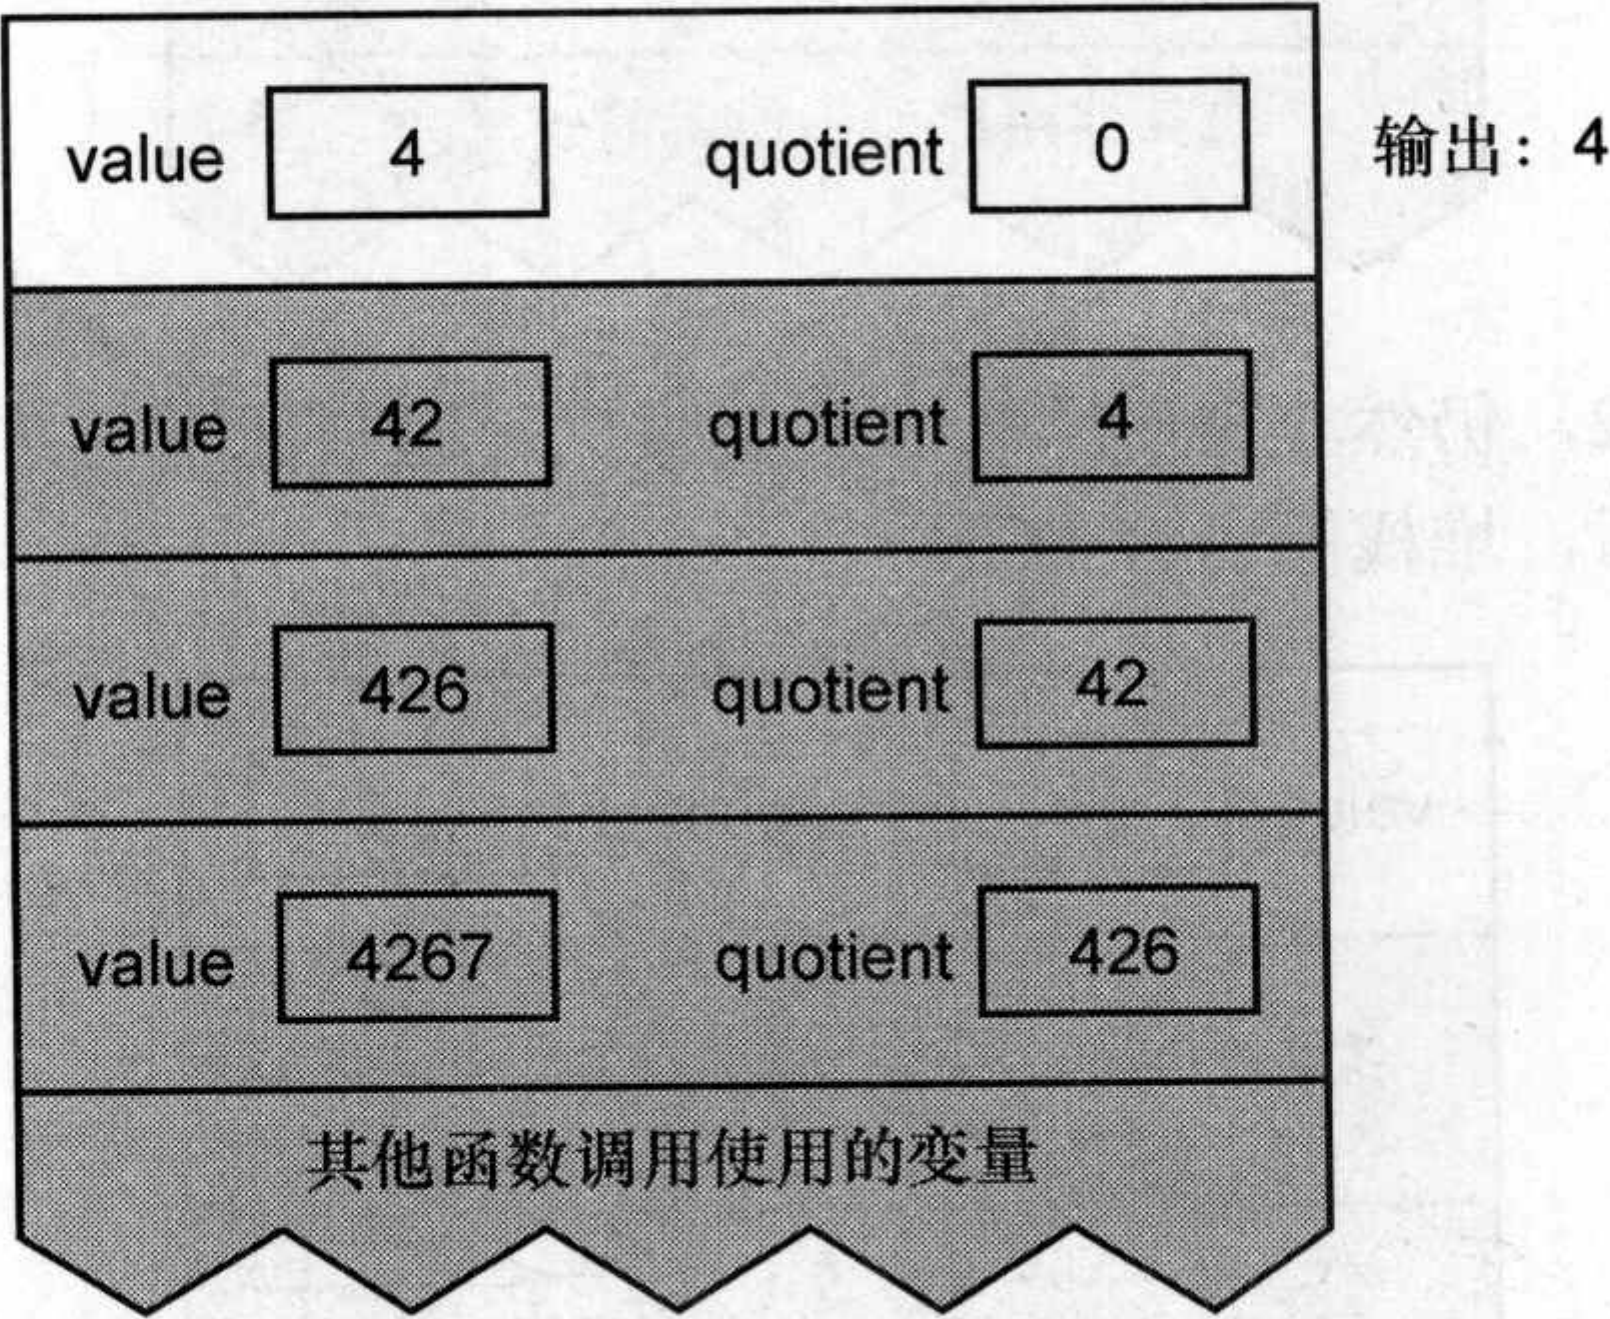 value 4 quotient 0 输出：4
value 42 quotient 4
value 426 quotient 42
value 4267 quotient 426
其他函数调用使用的变量